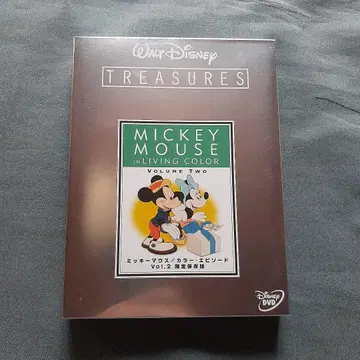 WALT DISNEY
TREASURES
MICKEY
MOUSE
IN LIVING COLOR
VOLUME TWO
ミッキーマウス/カラー・エピソード
Vol.2 限定保存版
Disney
DVD